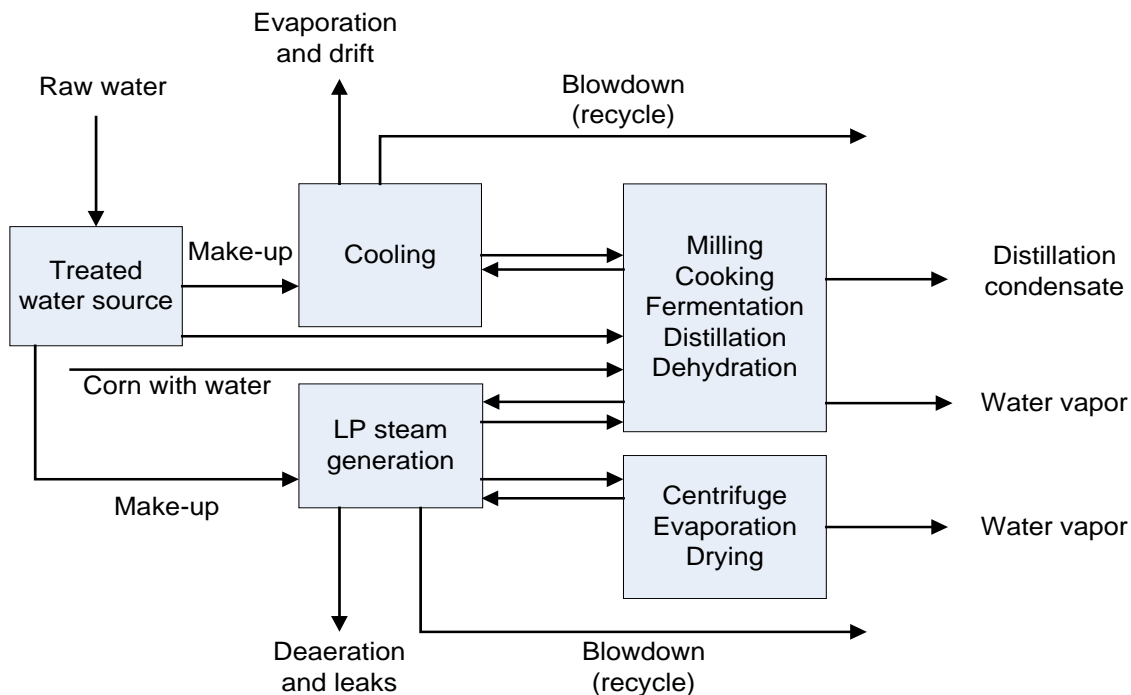 Evaporation
and drift
Raw water
Blowdown
(recycle)
Treated
water source
Make-up
Cooling
Milling
Cooking
Fermentation
Distillation
Dehydration
Distillation
condensate
Corn with water
Water vapor
LP steam
generation
Make-up
Centrifuge
Evaporation
Drying
Water vapor
Deaeration
and leaks
Blowdown
(recycle)